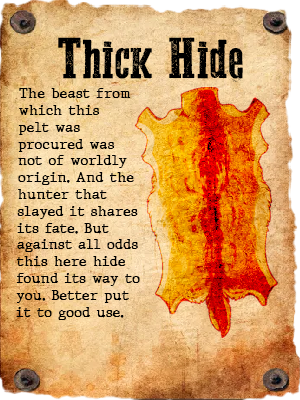 Thick Hide
The beast from
which this
pelt was
procured was
not of worldly
origin. And the
hunter that
slayed it shares
its fate. But
against all odds
this here hide
found its way to
you. Better put
it to good use.